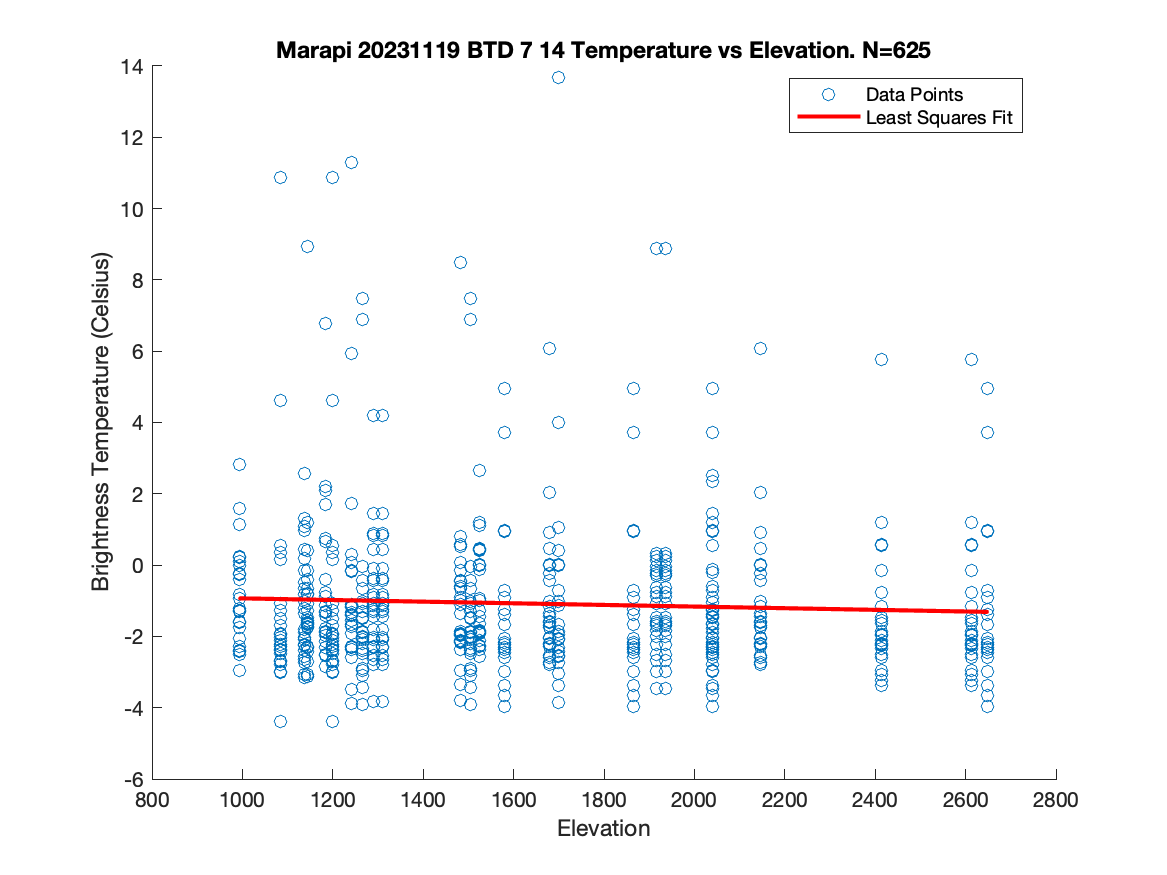 Marapi 20231119 BTD 7 14 Temperature vs Elevation. N=625
Data Points
Least Squares Fit
14
12
10
8
6
4
2
0
-2
-4
-6
Brightness Temperature (Celsius)
800 1000 1200 1400 1600 1800 2000 2200 2400 2600 2800
Elevation